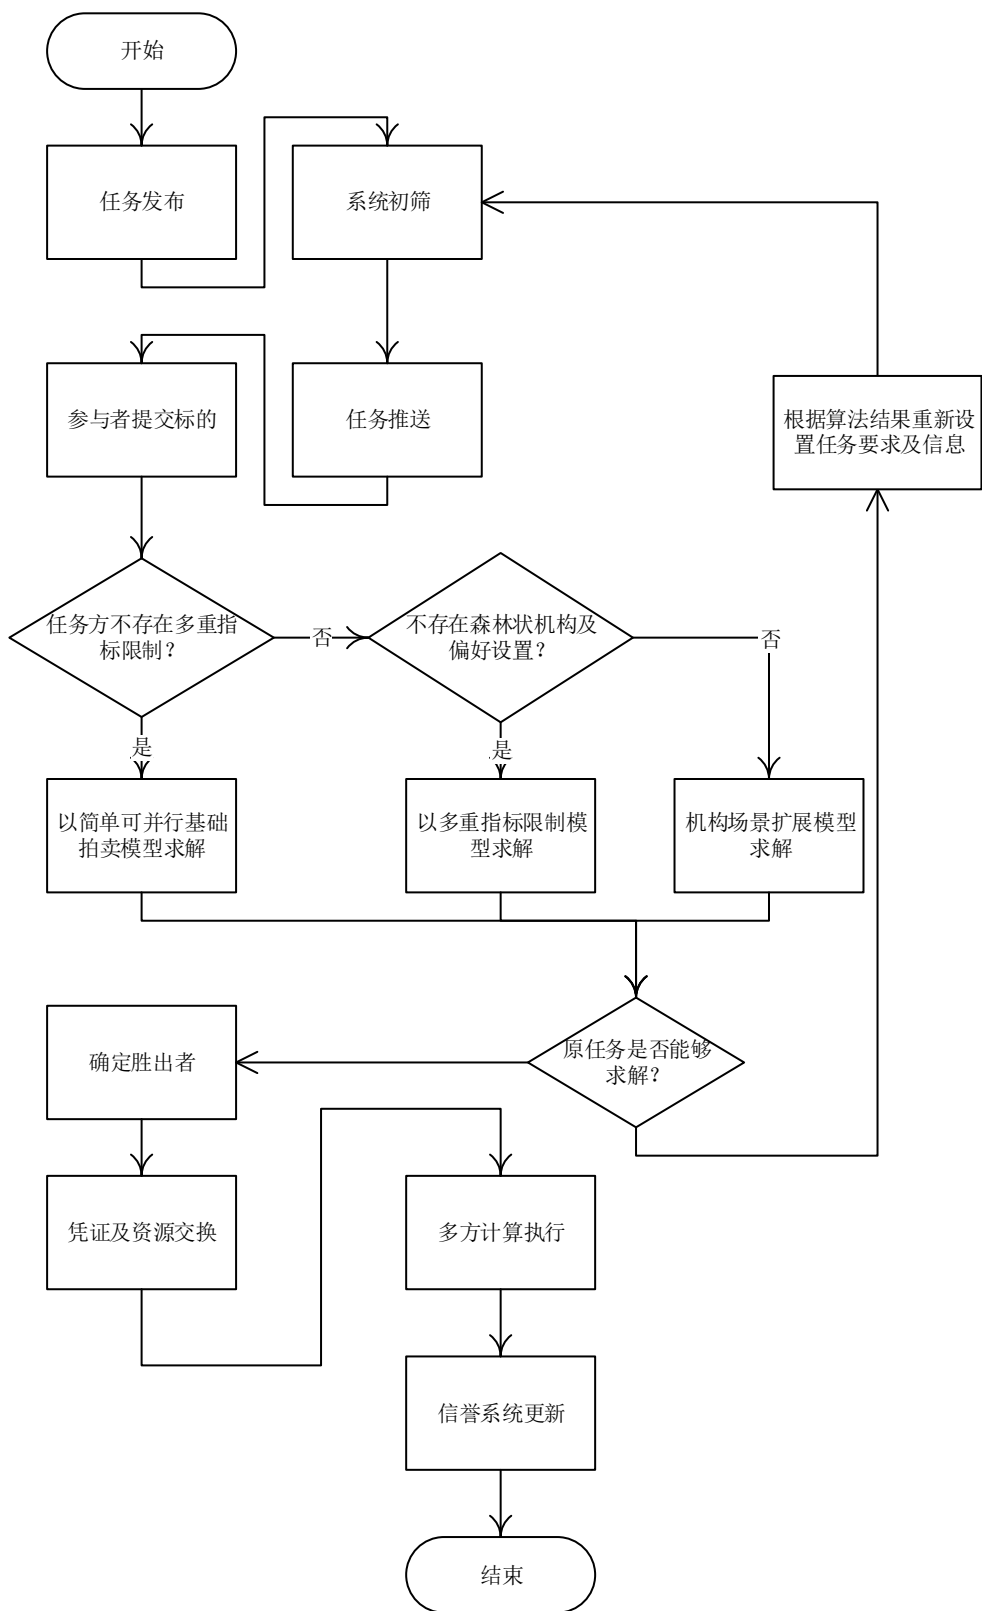 开始
任务发布
系统初筛
参与者提交标的
任务推送
根据算法结果重新设
置任务要求及信息
任务方不存在多重指
标限制？
否
不存在森林状机构及
偏好设置？
否
是
是
以简单可并行基础
拍卖模型求解
以多重指标限制模
型求解
机构场景扩展模型
求解
原任务是否能够
求解？
确定胜出者
凭证及资源交换
多方计算执行
信誉系统更新
结束